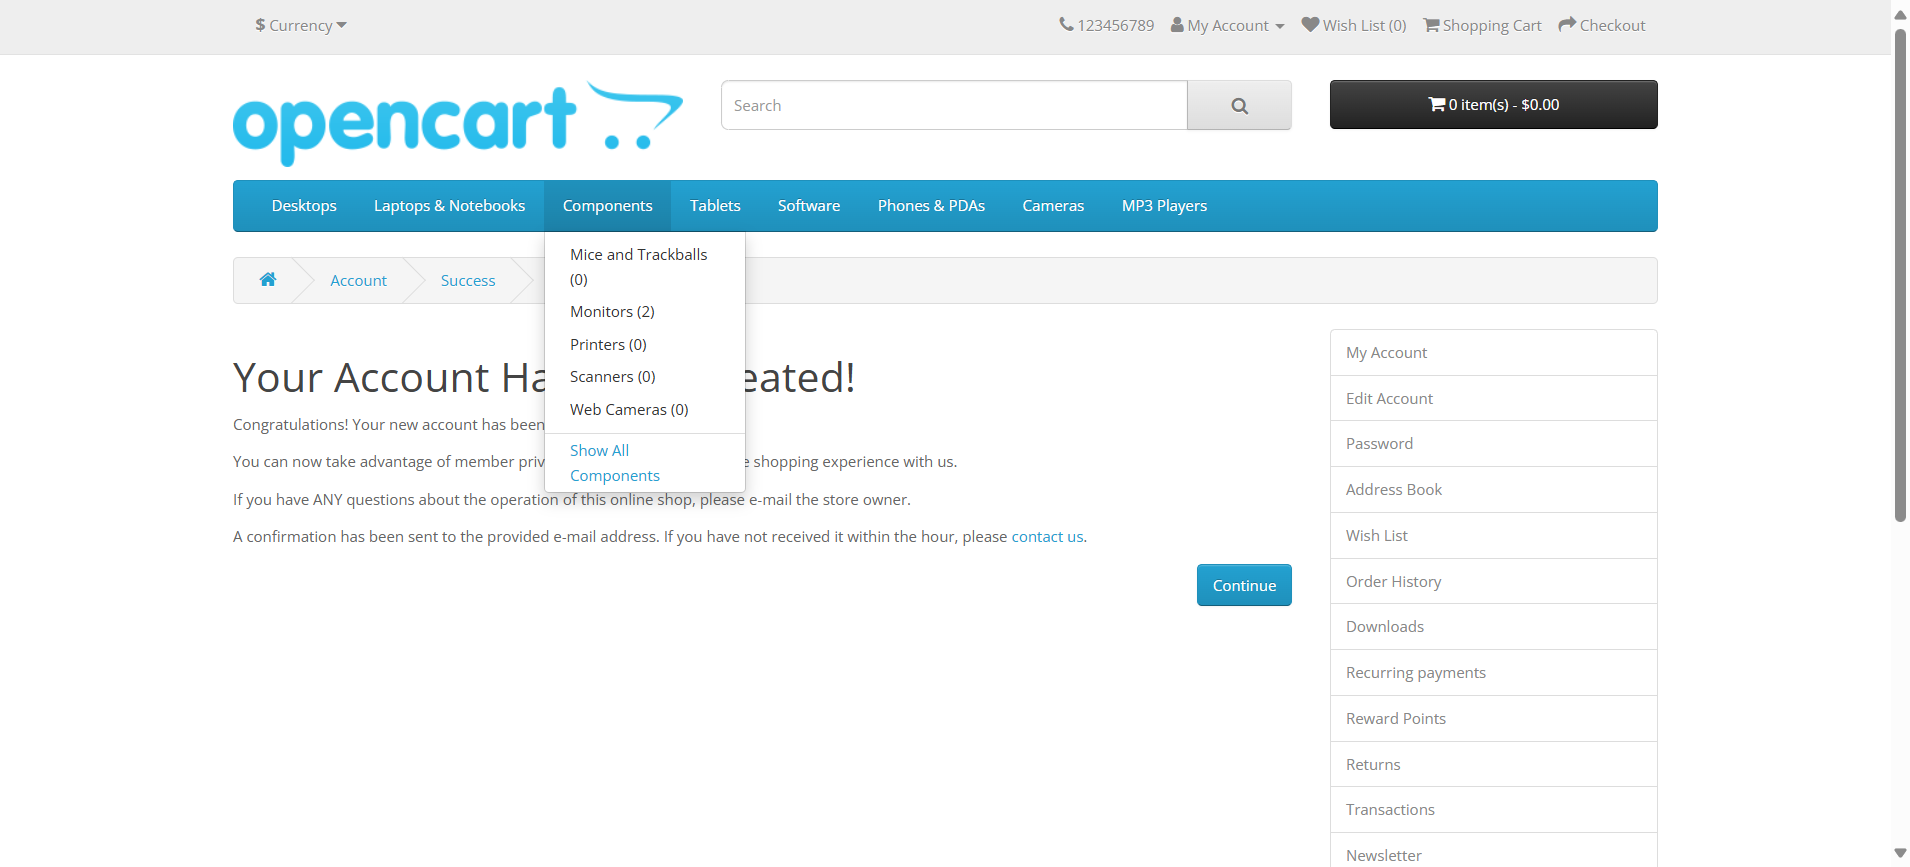 $ Currency
123456789 My Account Wish List (0) Shopping Cart Checkout
opencart
Search
0 item(s) - $0.00
Desktops Laptops & Notebooks Components Tablets Software Phones & PDAs Cameras MP3 Players
Mice and Trackballs
(0)
Monitors (2)
Printers (0)
Scanners (0)
Web Cameras (0)
Show All
Components
Account Success
Your Account Ha eated!
Congratulations! Your new account has been
You can now take advantage of member priv e shopping experience with us.
If you have ANY questions about the operation of this online shop, please e-mail the store owner.
A confirmation has been sent to the provided e-mail address. If you have not received it within the hour, please contact us.
Continue
My Account
Edit Account
Password
Address Book
Wish List
Order History
Downloads
Recurring payments
Reward Points
Returns
Transactions
Newsletter